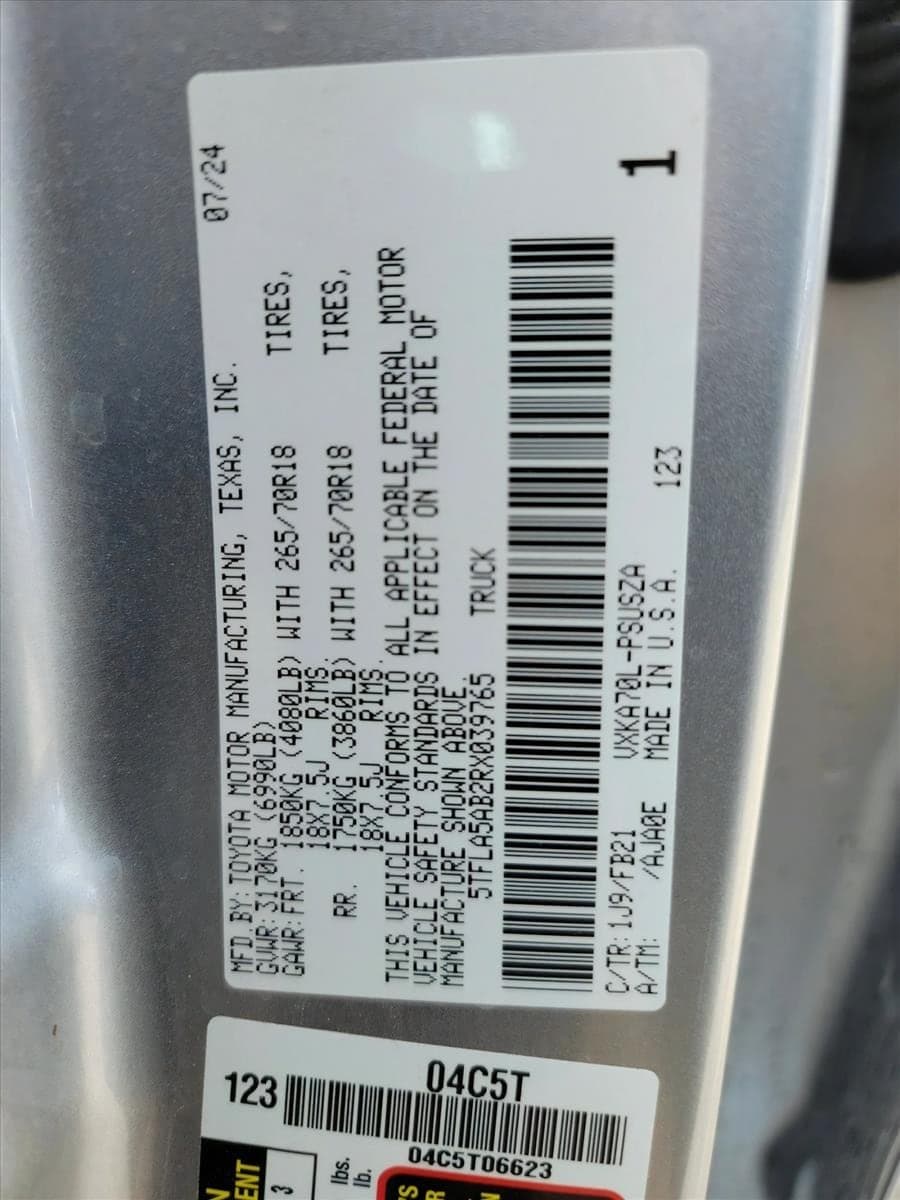 MFD.BY: TOYOTA MOTOR MANUFACTURING, TEXAS, INC. 07/24
GVWR: 3170KG (6990LB)
GAWR: FRT. 1850KG (4080LB) WITH 265/70R18 TIRES,
18X7.5J RIMS.
RR. 1750KG (3860LB) WITH 265/70R18 TIRES,
18X7.5J RIMS.
THIS VEHICLE CONFORMS TO ALL APPLICABLE FEDERAL MOTOR
VEHICLE SAFETY STANDARDS IN EFFECT ON THE DATE OF
MANUFACTURE SHOWN ABOVE.
5TFLA5AB2RX039765 TRUCK
C/TR: 1J9/FB21 VXKA70L-PSUSZA 1
A/TM: /AJA0E MADE IN U.S.A. 123
123
04C5T
04C5T06623
ENT
3
lbs.
lb.